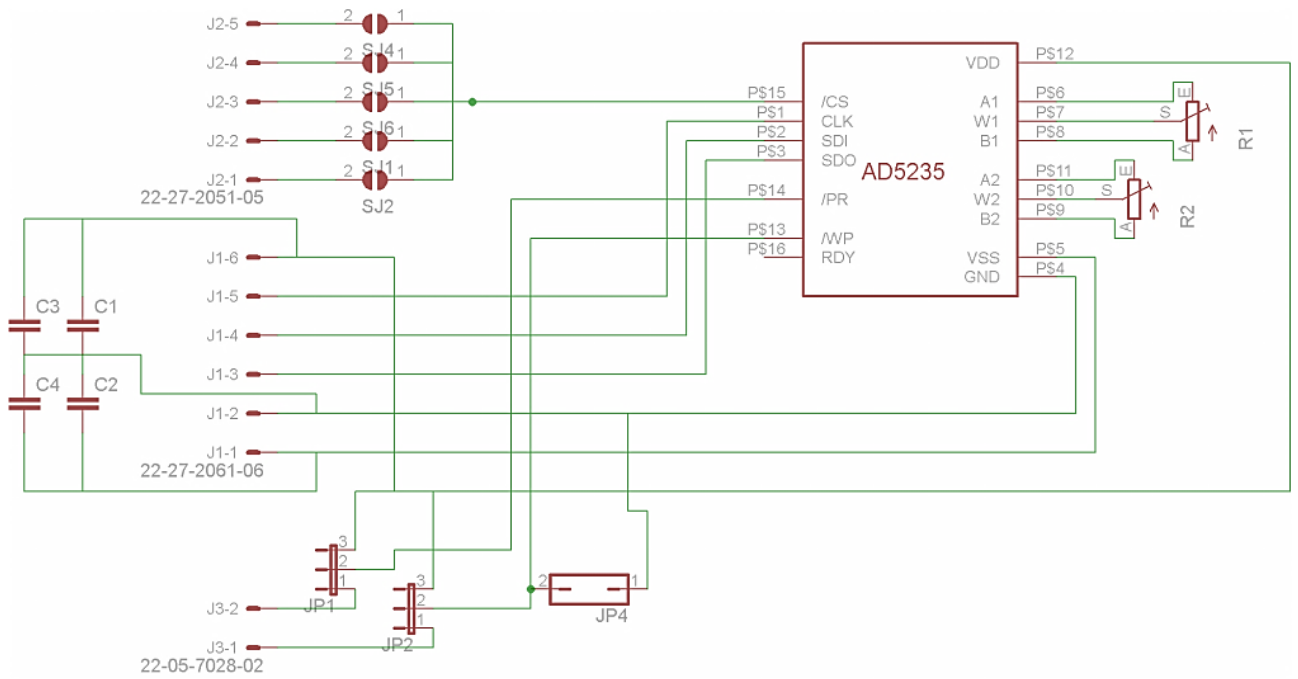 J2-5 2 1
SJ4
J2-4 2 1
SJ5
J2-3 2 1
SJ6
J2-2 2 1
SJ1
J2-1 2 1
SJ2
22-27-2051-05
P$15 /CS
P$1 CLK
P$2 SDI
P$3 SDO
P$14 /PR
P$13 /WP
P$16 RDY
AD5235
VDD P$12
A1 P$6
W1 P$7
B1 P$8
A2 P$11
W2 P$10
B2 P$9
VSS P$5
GND P$4
E
S
A
R1
E
S
A
R2
J1-6
J1-5
J1-4
J1-3
J1-2
J1-1
22-27-2061-06
C3 C1
C4 C2
3
2
1
JP1
3
2
1
JP2
2 1
JP4
J3-2
J3-1
22-05-7028-02